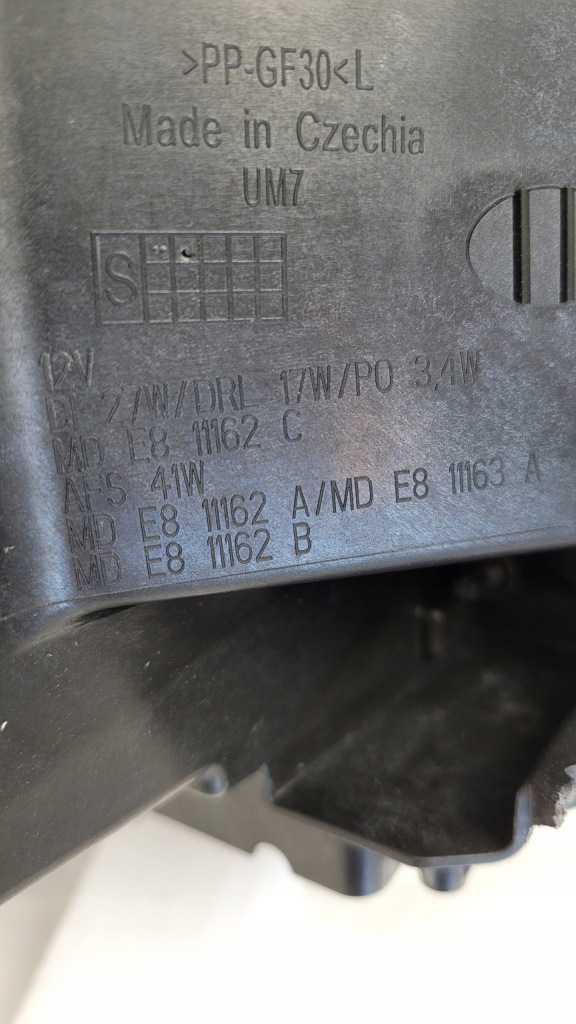 >PP-GF30<L
Made in Czechia
UM7
S
12V
DI 27W/DRL 17W/PO 3,4W
MD E8 11162 C
AFS 41W
MD E8 11162 A/MD E8 11163 A
MD E8 11162 B